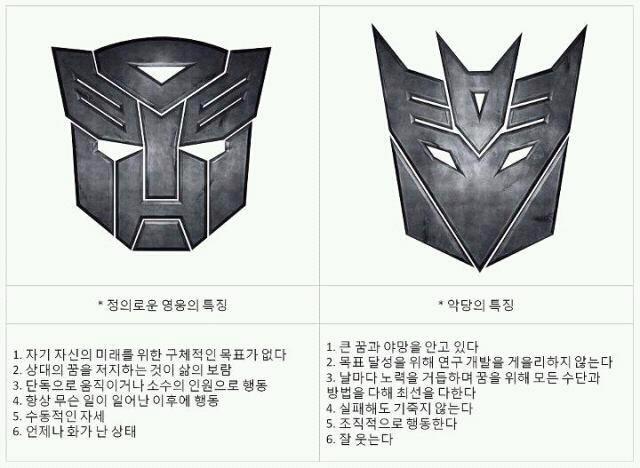 * 정의로운 영웅의 특징
1. 자기 자신의 미래를 위한 구체적인 목표가 없다
2. 상대의 꿈을 저지하는 것이 삶의 보람
3. 단독으로 움직이거나 소수의 인원으로 행동
4. 항상 무슨 일이 일어난 이후에 행동
5. 수동적인 자세
6. 언제나 화가 난 상태
* 악당의 특징
1. 큰 꿈과 야망을 안고 있다
2. 목표 달성을 위해 연구 개발을 게을리하지 않는다
3. 날마다 노력을 거듭하며 꿈을 위해 모든 수단과
방법을 다해 최선을 다한다
4. 실패해도 기죽지 않는다
5. 조직적으로 행동한다
6. 잘 웃는다